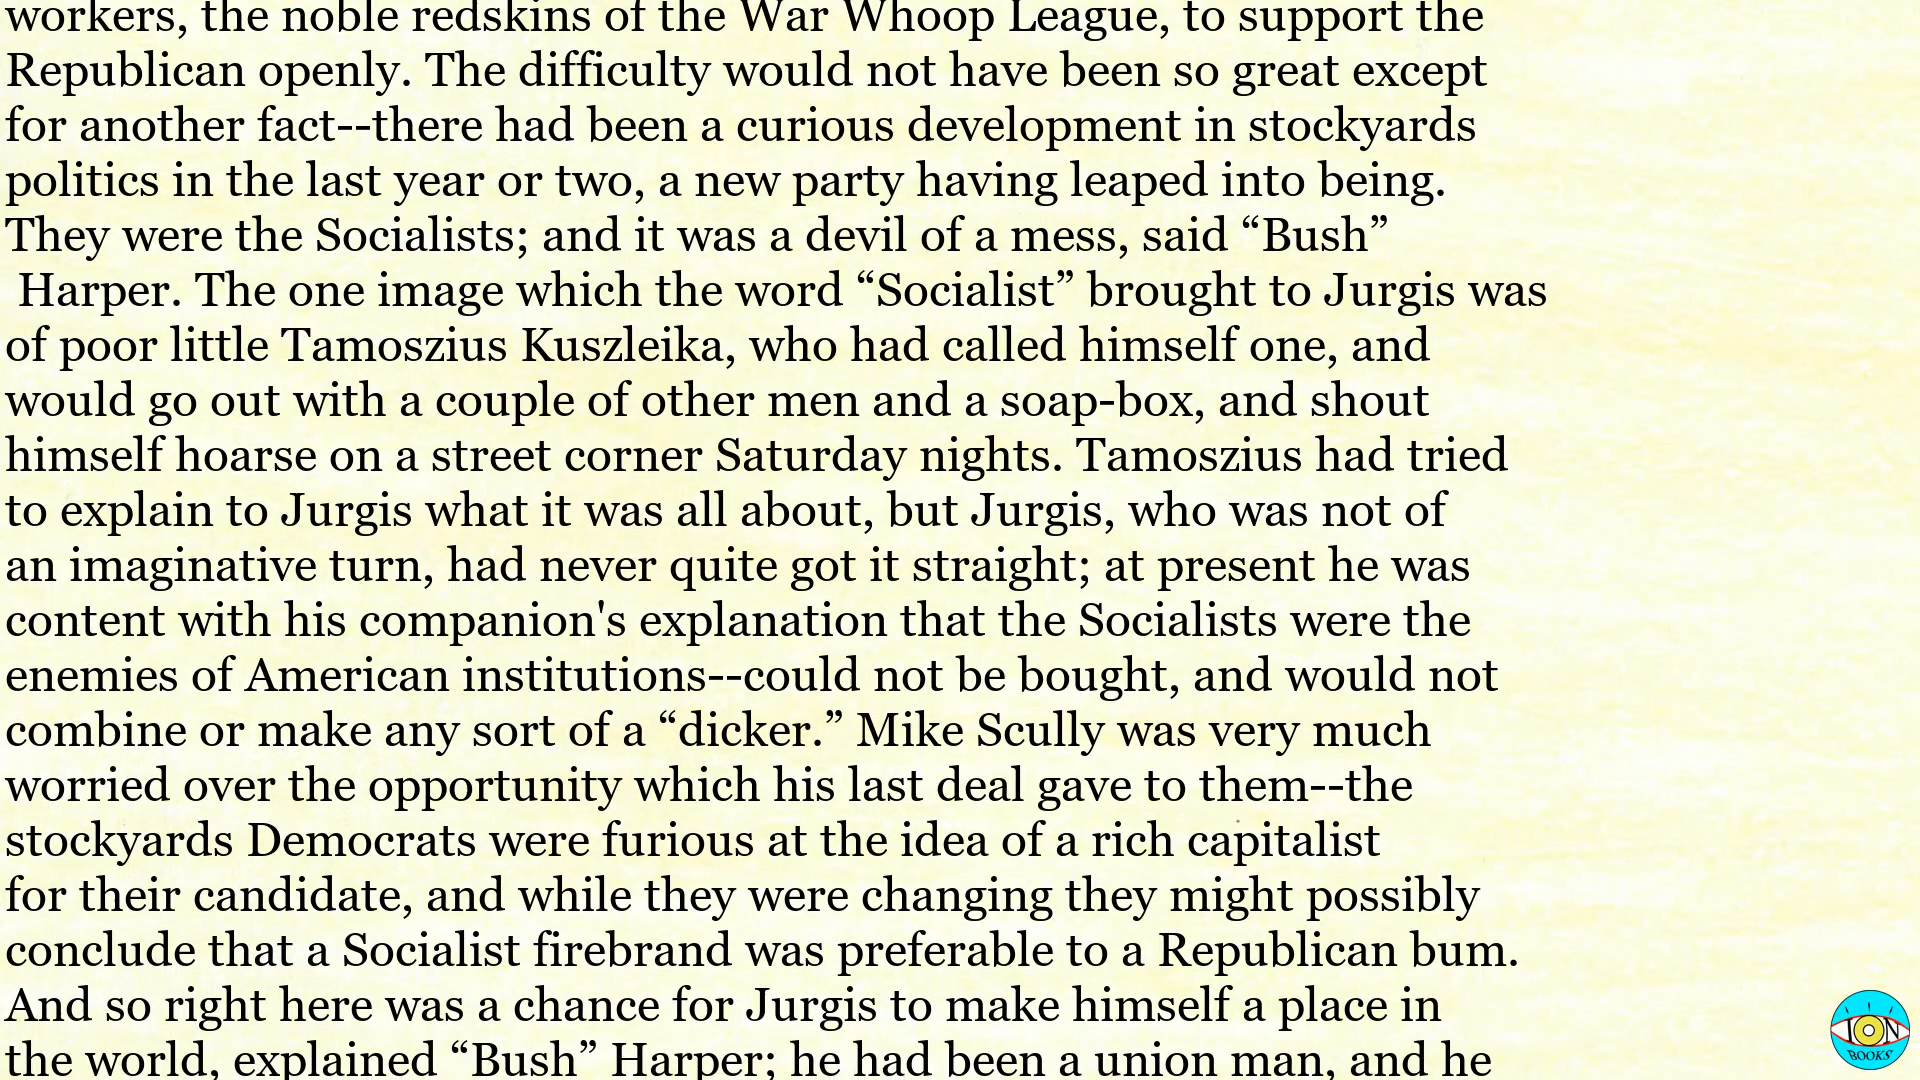 workers, the noble redskins of the War Whoop League, to support the
Republican openly. The difficulty would not have been so great except
for another fact--there had been a curious development in stockyards
politics in the last year or two, a new party having leaped into being.
They were the Socialists; and it was a devil of a mess, said “Bush”
Harper. The one image which the word “Socialist” brought to Jurgis was
of poor little Tamoszius Kuszleika, who had called himself one, and
would go out with a couple of other men and a soap-box, and shout
himself hoarse on a street corner Saturday nights. Tamoszius had tried
to explain to Jurgis what it was all about, but Jurgis, who was not of
an imaginative turn, had never quite got it straight; at present he was
content with his companion's explanation that the Socialists were the
enemies of American institutions--could not be bought, and would not
combine or make any sort of a “dicker.” Mike Scully was very much
worried over the opportunity which his last deal gave to them--the
stockyards Democrats were furious at the idea of a rich capitalist
for their candidate, and while they were changing they might possibly
conclude that a Socialist firebrand was preferable to a Republican bum.
And so right here was a chance for Jurgis to make himself a place in
the world, explained “Bush” Harper; he had been a union man, and he
ION
BOOKS